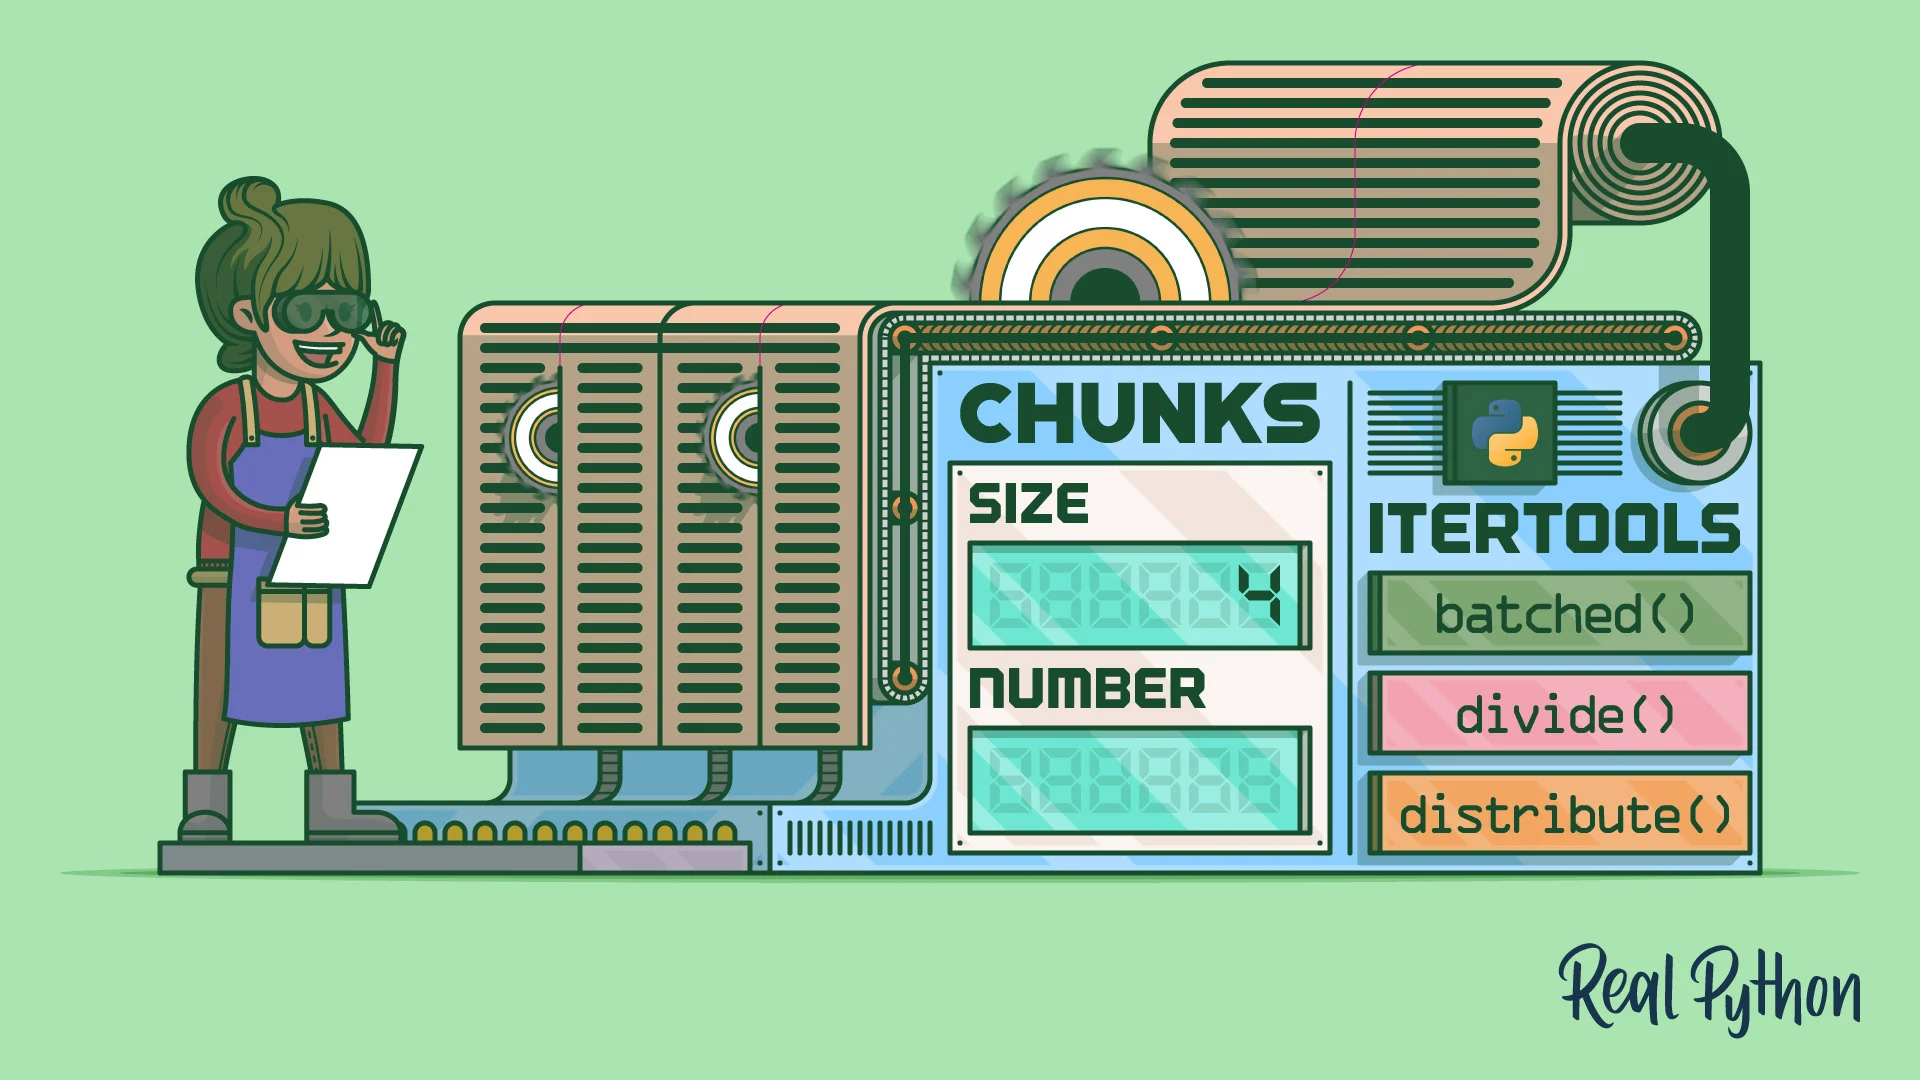 CHUNKS
SIZE
4
NUMBER
ITERTOOLS
batched()
divide()
distribute()
Real Python